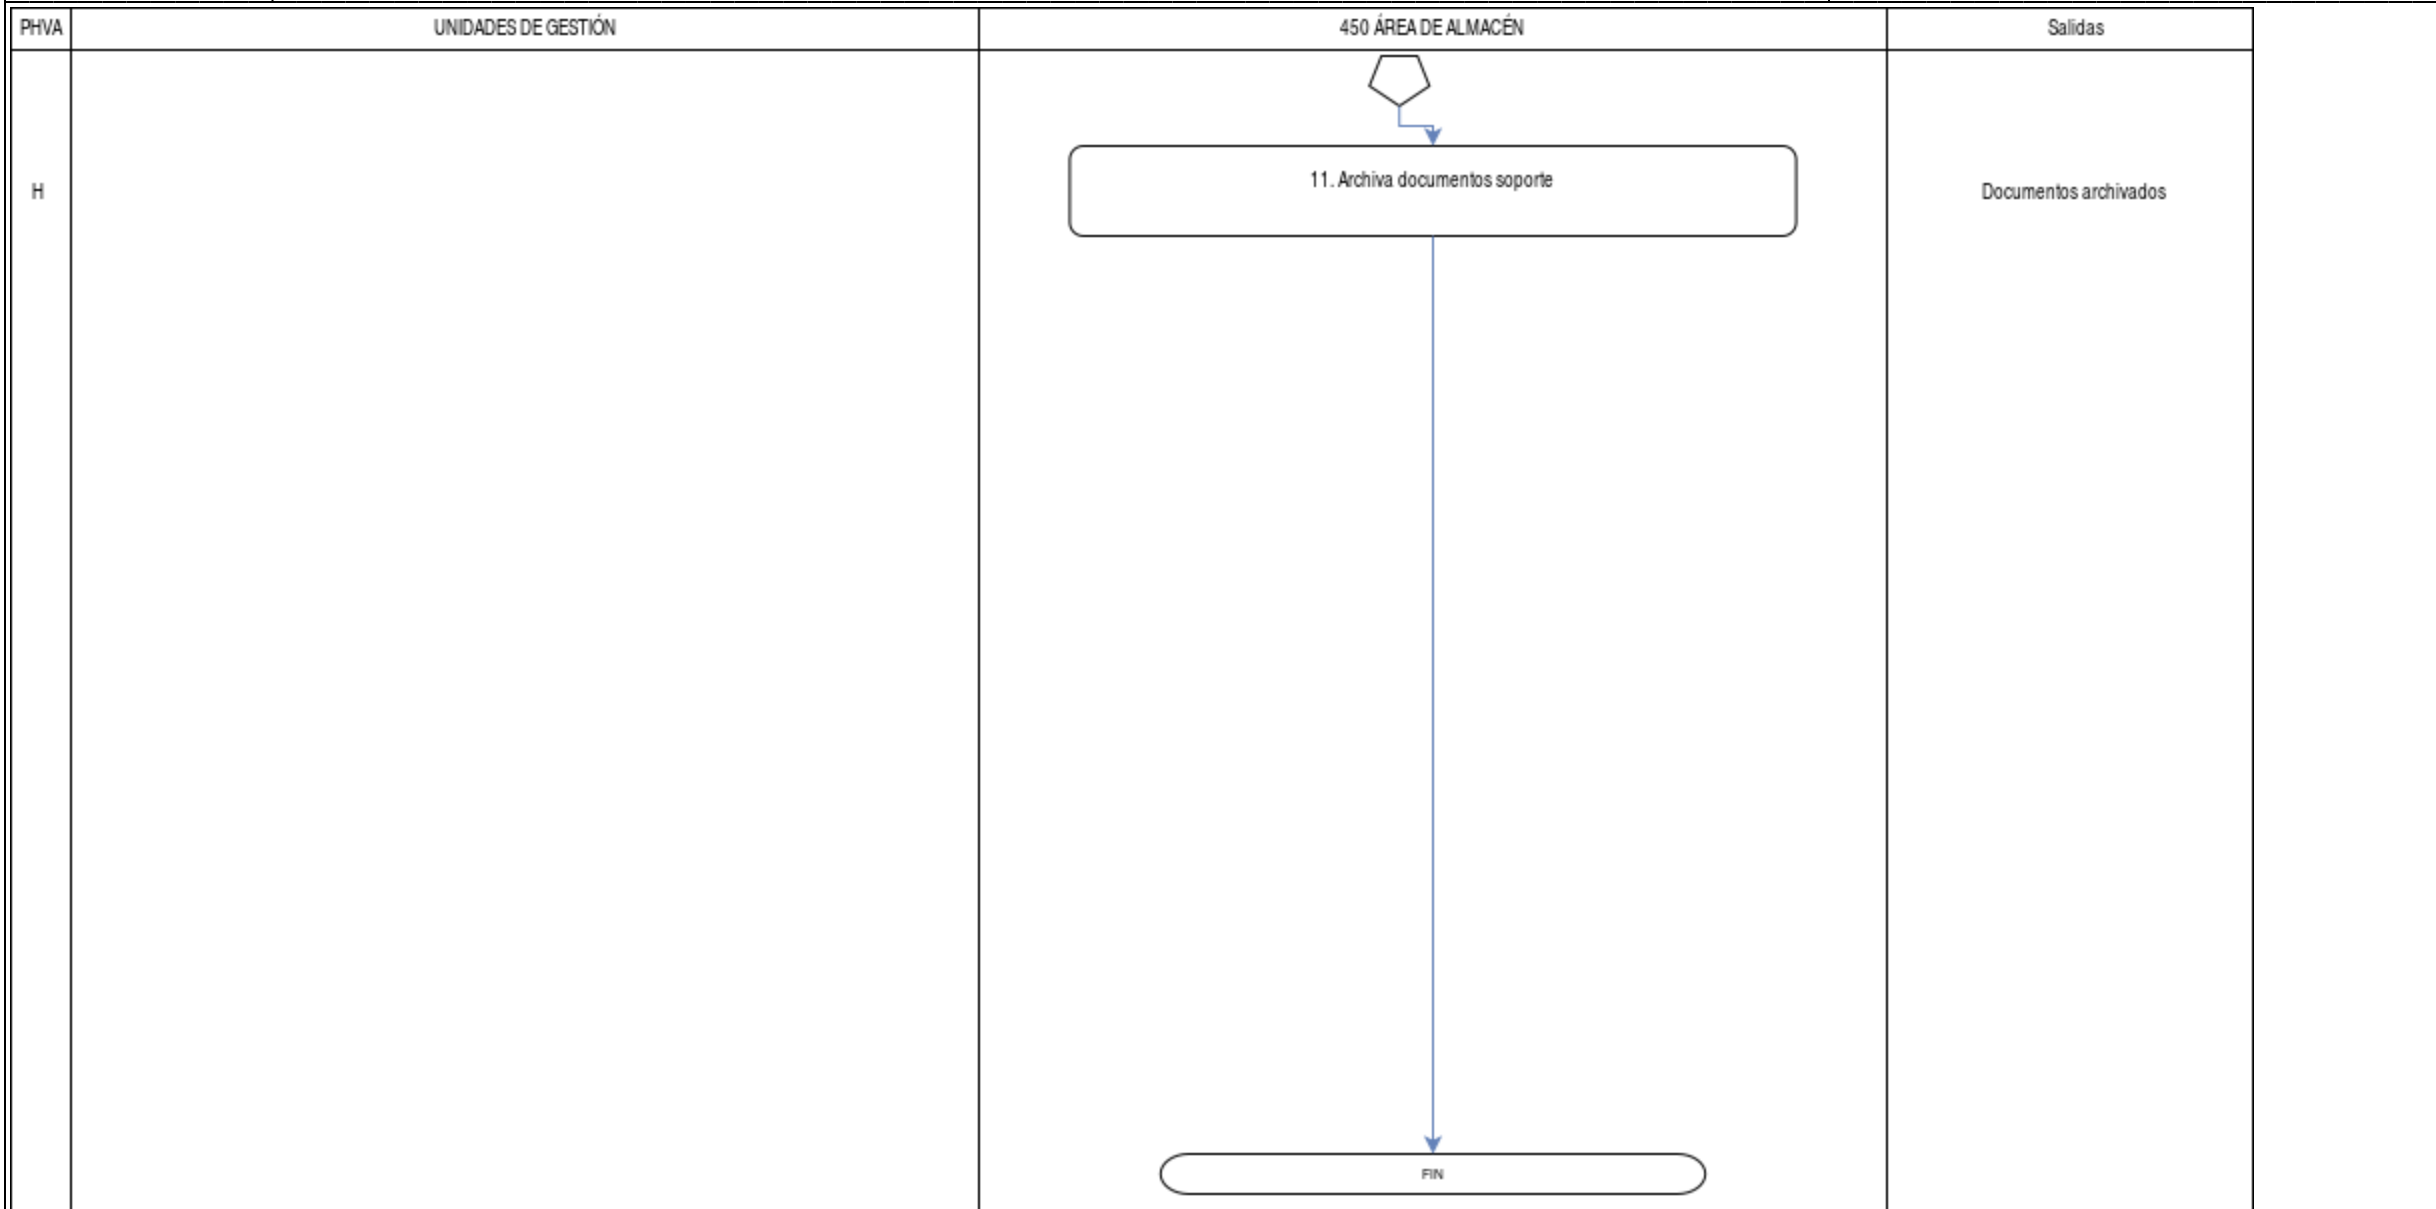 PHVA
UNIDADES DE GESTIÓN
450 ÁREA DE ALMACÉN
Salidas
H
11. Archiva documentos soporte
Documentos archivados
FIN